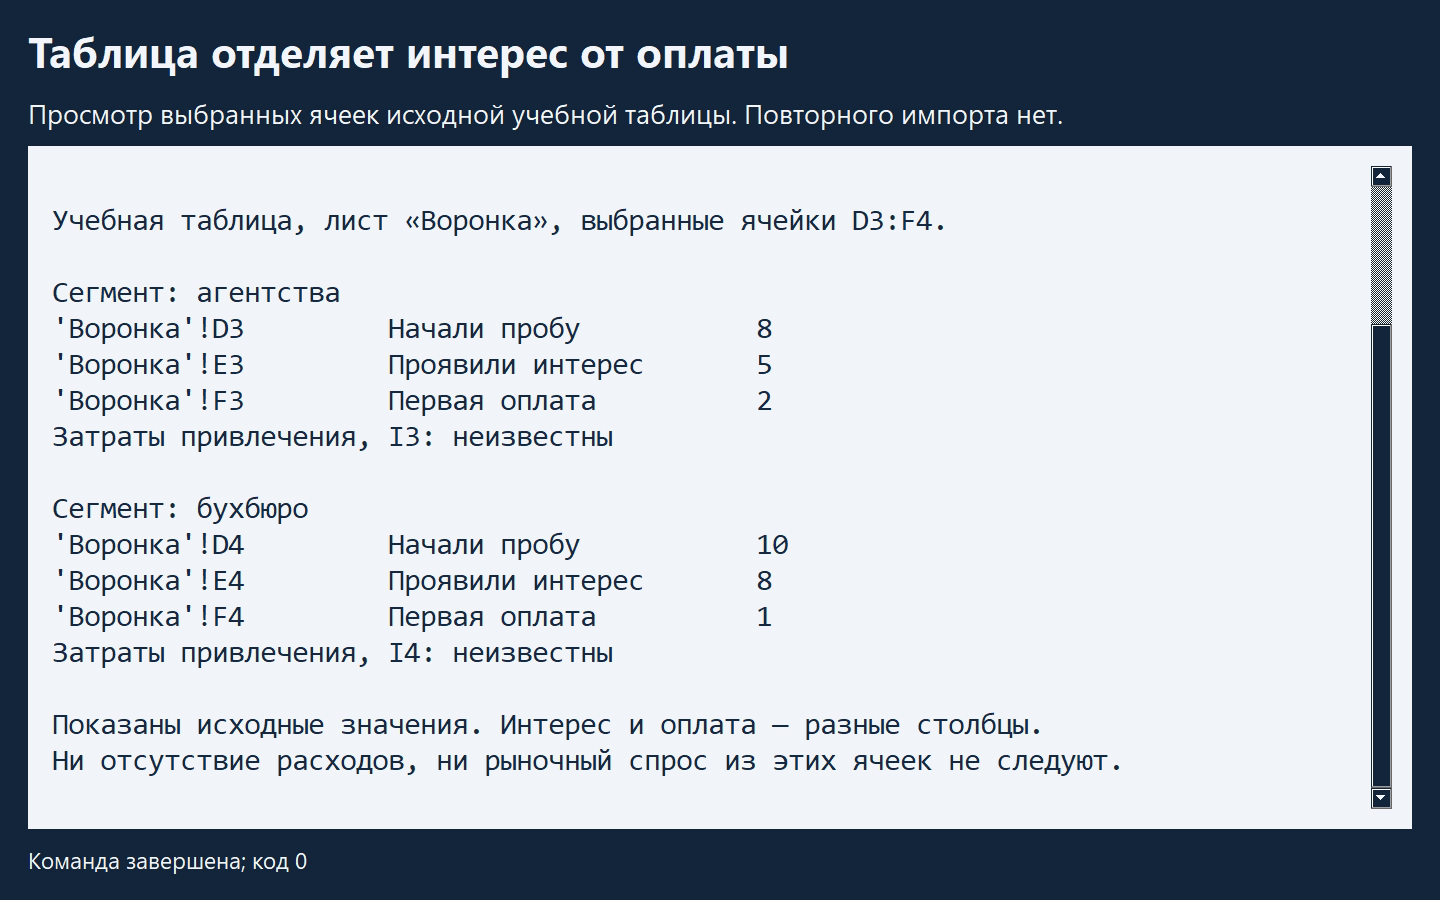 Таблица отделяет интерес от оплаты
Просмотр выбранных ячеек исходной учебной таблицы. Повторного импорта нет.
Учебная таблица, лист «Воронка», выбранные ячейки D3:F4.
Сегмент: агентства
'Воронка'!D3 Начали пробу 8
'Воронка'!E3 Проявили интерес 5
'Воронка'!F3 Первая оплата 2
Затраты привлечения, I3: неизвестны
Сегмент: бухбюро
'Воронка'!D4 Начали пробу 10
'Воронка'!E4 Проявили интерес 8
'Воронка'!F4 Первая оплата 1
Затраты привлечения, I4: неизвестны
Показаны исходные значения. Интерес и оплата — разные столбцы.
Ни отсутствие расходов, ни рыночный спрос из этих ячеек не следуют.
Команда завершена; код 0